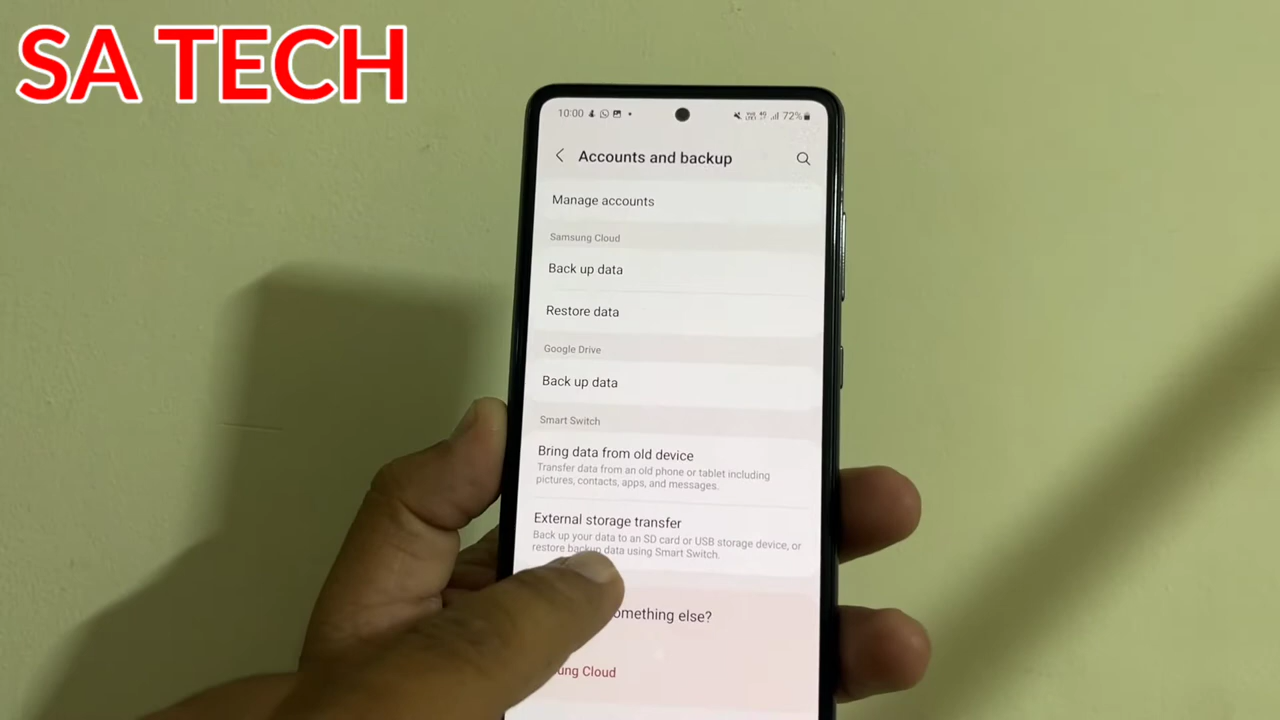 SA TECH
10:00
72%
Accounts and backup
Manage accounts
Samsung Cloud
Back up data
Restore data
Google Drive
Back up data
Smart Switch
Bring data from old device
Transfer data from an old phone or tablet including
pictures, contacts, apps, and messages.
External storage transfer
Back up your data to an SD card or USB storage device, or
restore backup data using Smart Switch.
something else?
Cloud